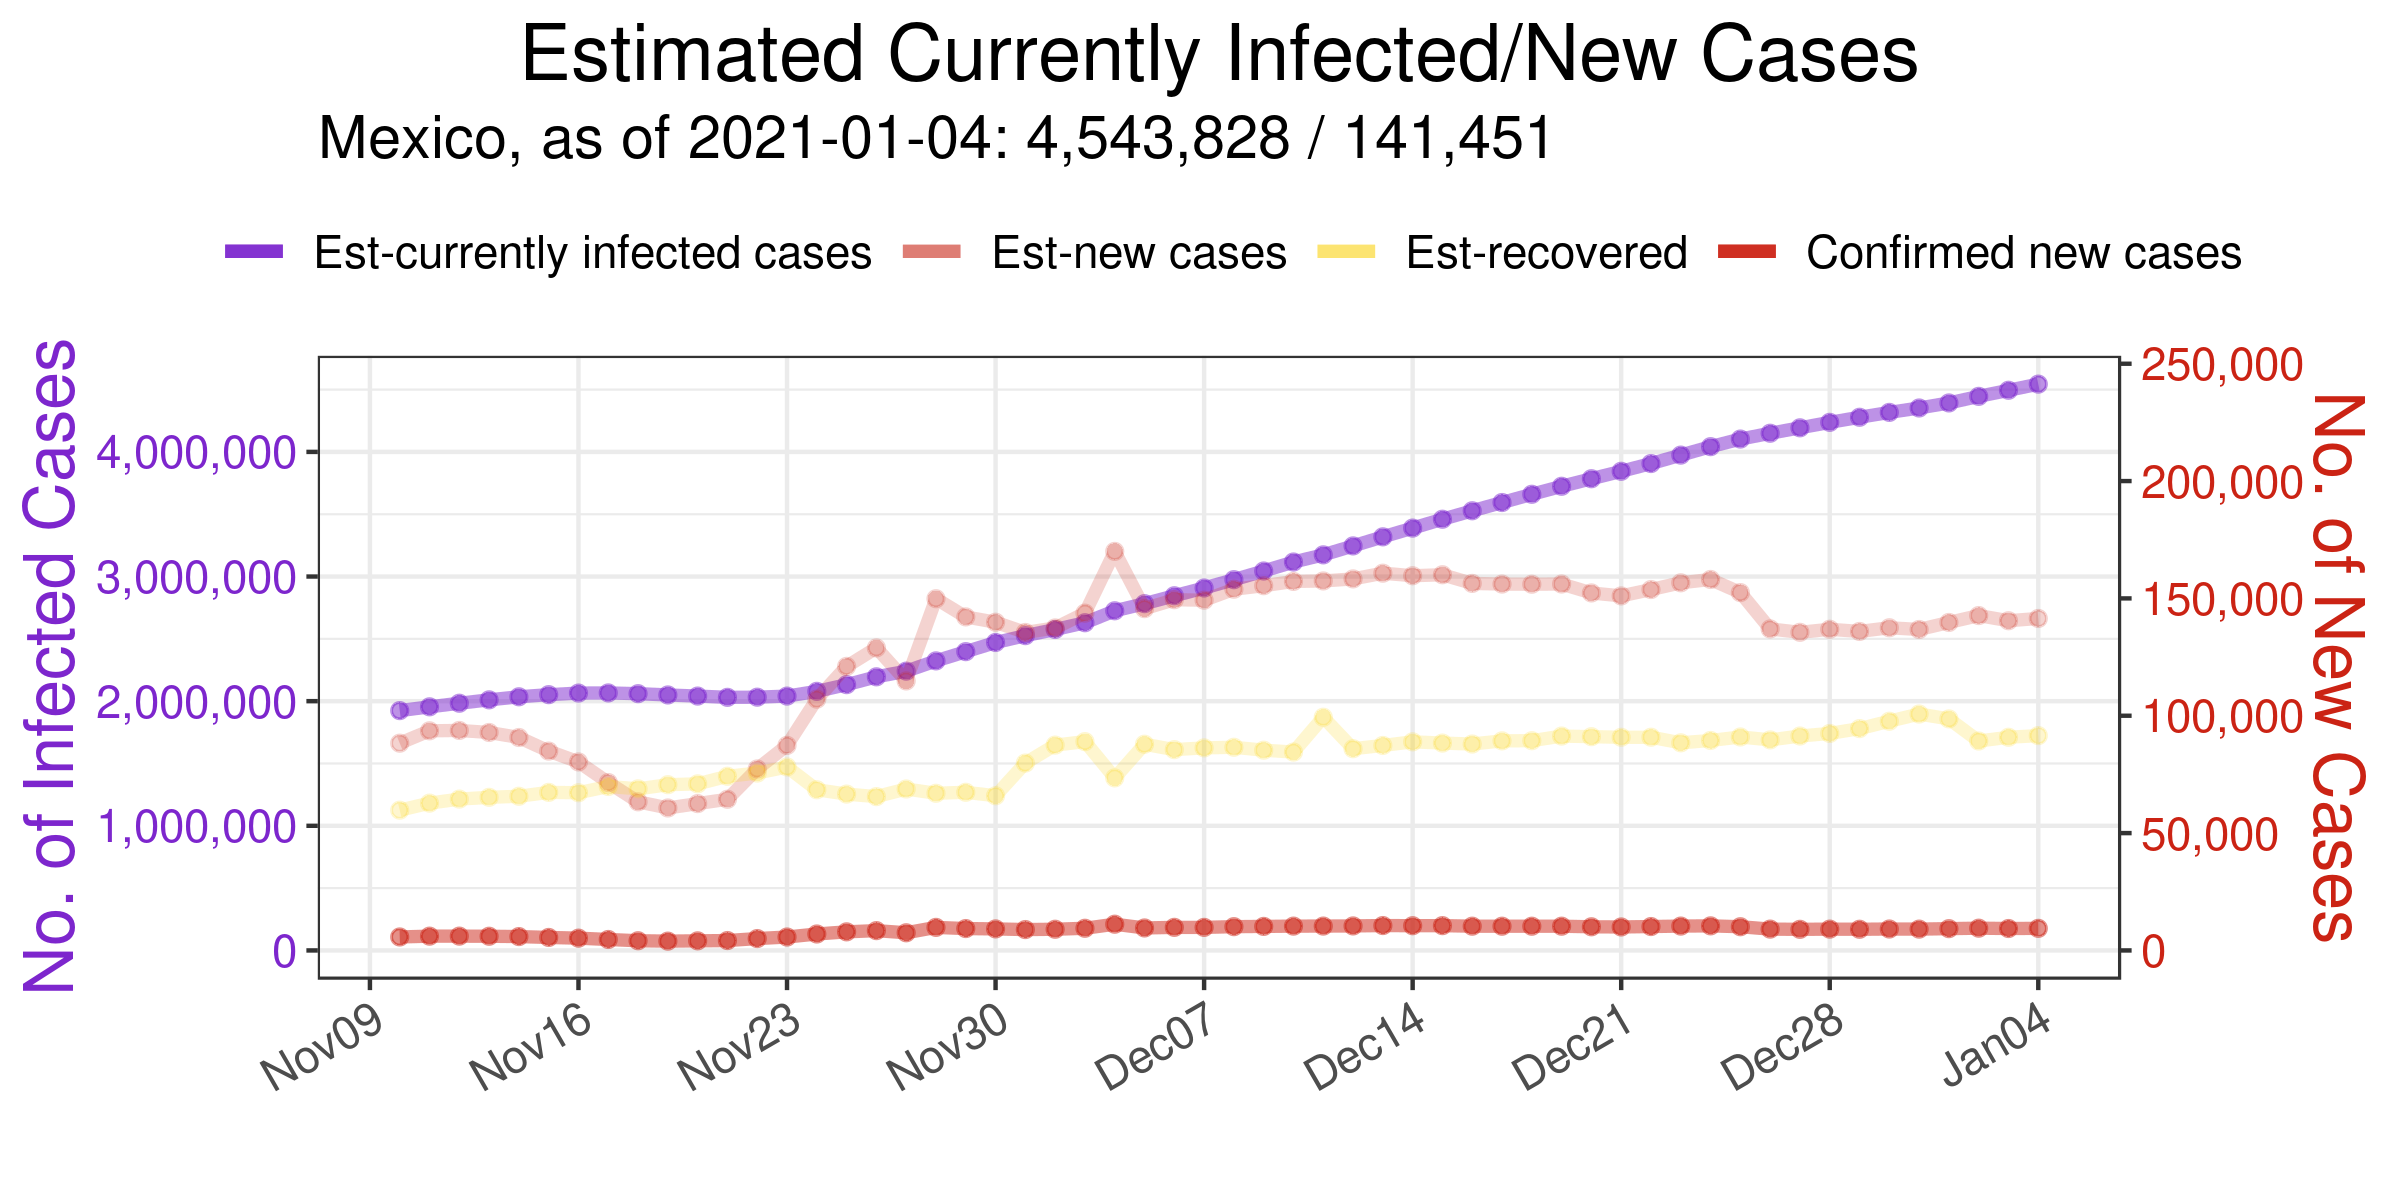 Estimated Currently Infected/New Cases
Mexico, as of 2021-01-04: 4,543,828 / 141,451
Est-currently infected cases Est-new cases Est-recovered Confirmed new cases
No. of Infected Cases
4,000,000
3,000,000
2,000,000
1,000,000
0
250,000
200,000
150,000
100,000
50,000
0
No. of New Cases
Nov09 Nov16 Nov23 Nov30 Dec07 Dec14 Dec21 Dec28 Jan04